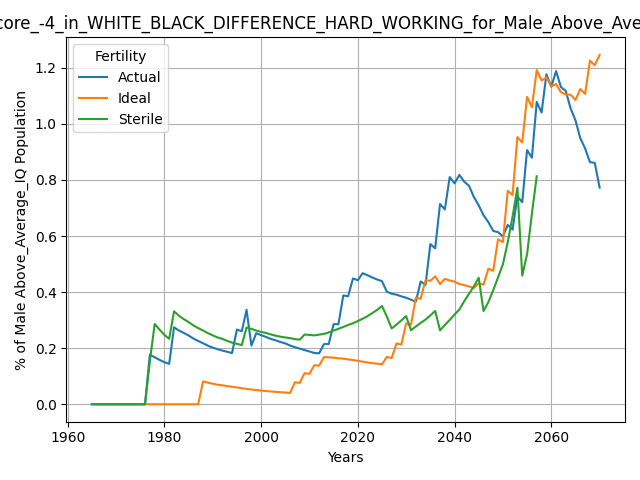 core_-4_in_WHITE_BLACK_DIFFERENCE_HARD_WORKING_for_Male_Above_Ave
Fertility
Actual
Ideal
Sterile
% of Male Above_Average_IQ Population
1.2
1.0
0.8
0.6
0.4
0.2
0.0
1960 1980 2000 2020 2040 2060
Years